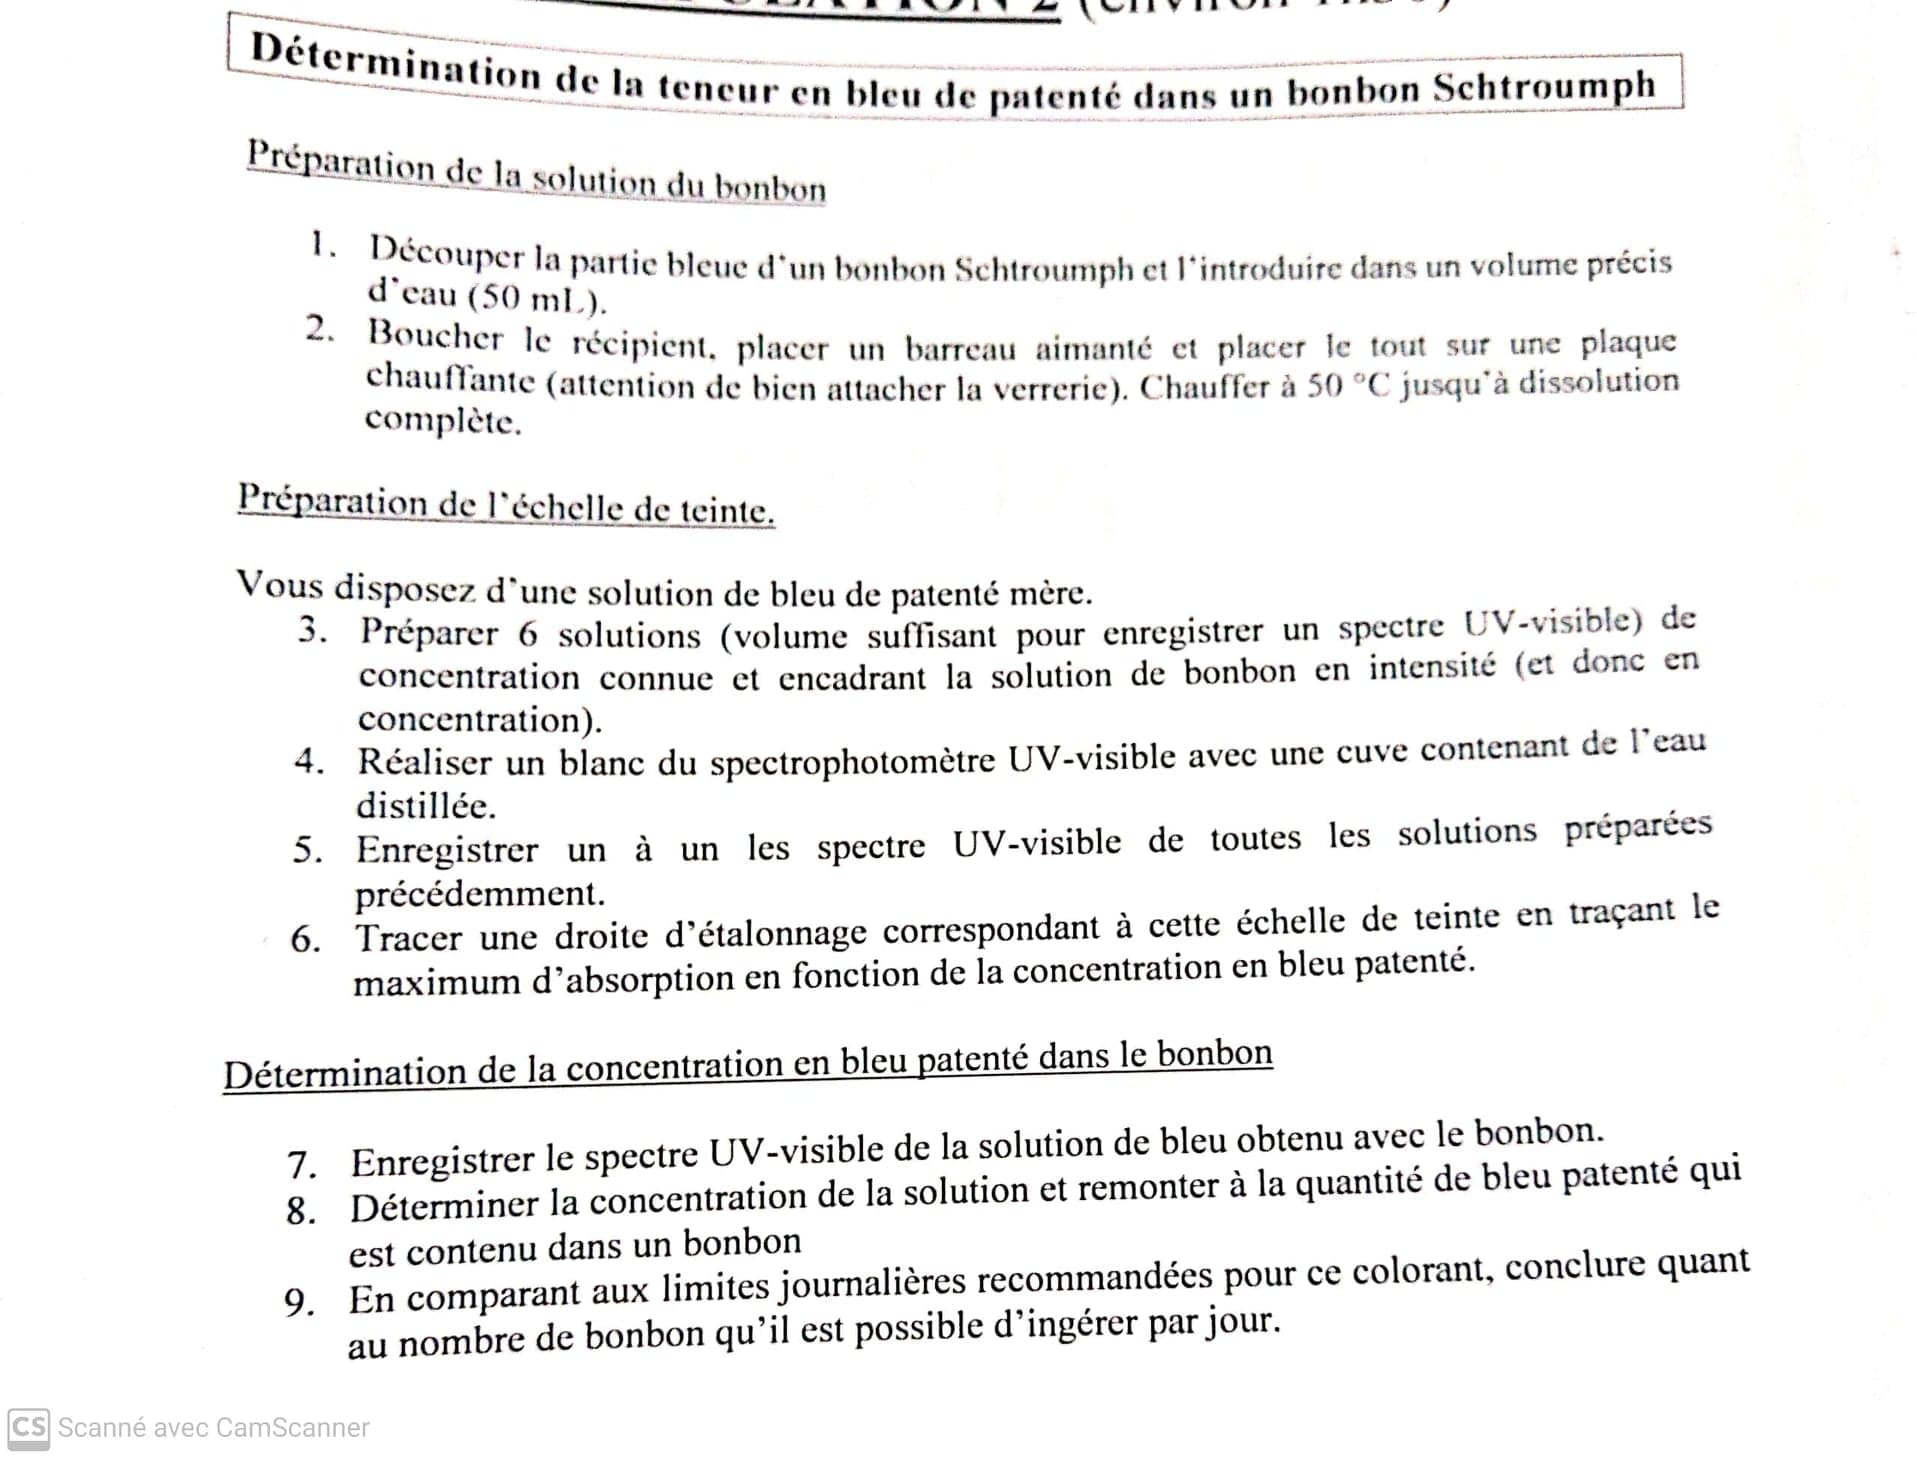 (environ
Détermination de la teneur en bleu de patenté dans un bonbon Schtroumph
Préparation de la solution du bonbon
1. Découper la partie bleue d'un bonbon Schtroumph et l'introduire dans un volume précis
d'eau (50 mL).
2. Boucher le récipient, placer un barreau aimanté et placer le tout sur une plaque
chauffante (attention de bien attacher la verrerie). Chauffer à 50 °C jusqu'à dissolution
complète.
Préparation de l'échelle de teinte.
Vous disposez d'une solution de bleu de patenté mère.
3. Préparer 6 solutions (volume suffisant pour enregistrer un spectre UV-visible) de
concentration connue et encadrant la solution de bonbon en intensité (et donc en
concentration).
4. Réaliser un blanc du spectrophotomètre UV-visible avec une cuve contenant de l'eau
distillée.
5. Enregistrer un à un les spectre UV-visible de toutes les solutions préparées
précédemment.
6. Tracer une droite d'étalonnage correspondant à cette échelle de teinte en traçant le
maximum d'absorption en fonction de la concentration en bleu patenté.
Détermination de la concentration en bleu patenté dans le bonbon
7. Enregistrer le spectre UV-visible de la solution de bleu obtenu avec le bonbon.
8. Déterminer la concentration de la solution et remonter à la quantité de bleu patenté qui
est contenu dans un bonbon
9. En comparant aux limites journalières recommandées pour ce colorant, conclure quant
au nombre de bonbon qu'il est possible d'ingérer par jour.
CS Scanné avec CamScanner